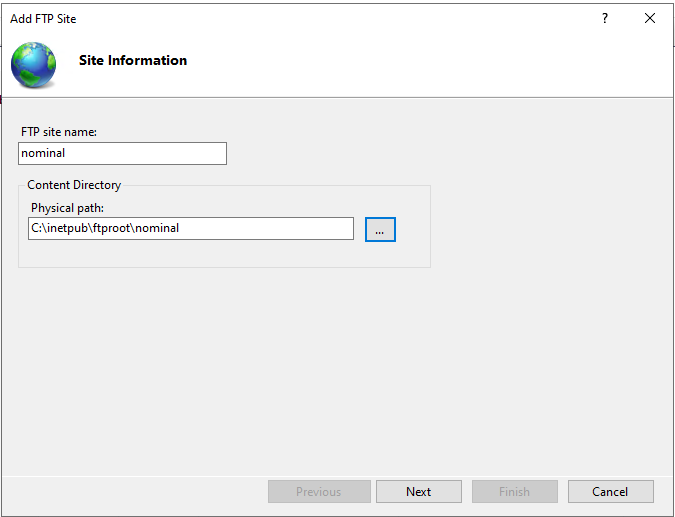 Add FTP Site
?
Site Information
FTP site name:
nominal
Content Directory
Physical path:
C:\inetpub\ftproot\nominal
...
Previous
Next
Finish
Cancel